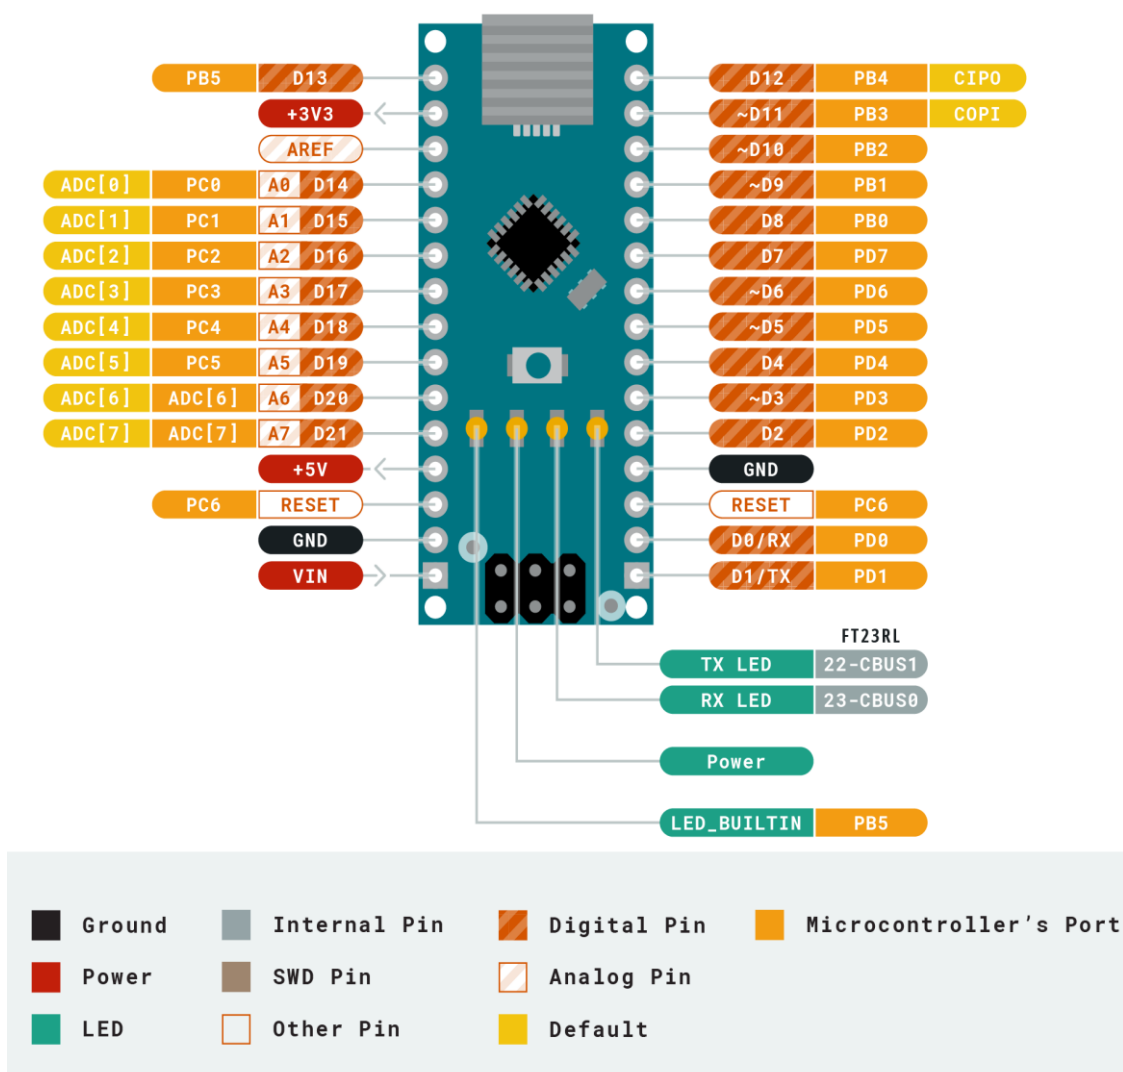 PB5 D13 D12 PB4 CIPO
+3V3 ~D11 PB3 COPI
AREF ~D10 PB2
ADC[0] PC0 A0 D14 ~D9 PB1
ADC[1] PC1 A1 D15 D8 PB0
ADC[2] PC2 A2 D16 D7 PD7
ADC[3] PC3 A3 D17 ~D6 PD6
ADC[4] PC4 A4 D18 ~D5 PD5
ADC[5] PC5 A5 D19 D4 PD4
ADC[6] ADC[6] A6 D20 ~D3 PD3
ADC[7] ADC[7] A7 D21 D2 PD2
+5V GND
PC6 RESET RESET PC6
GND D0/RX PD0
VIN D1/TX PD1
FT23RL
TX LED 22-CBUS1
RX LED 23-CBUS0
Power
LED_BUILTIN PB5
Ground Internal Pin Digital Pin Microcontroller's Port
Power SWD Pin Analog Pin
LED Other Pin Default